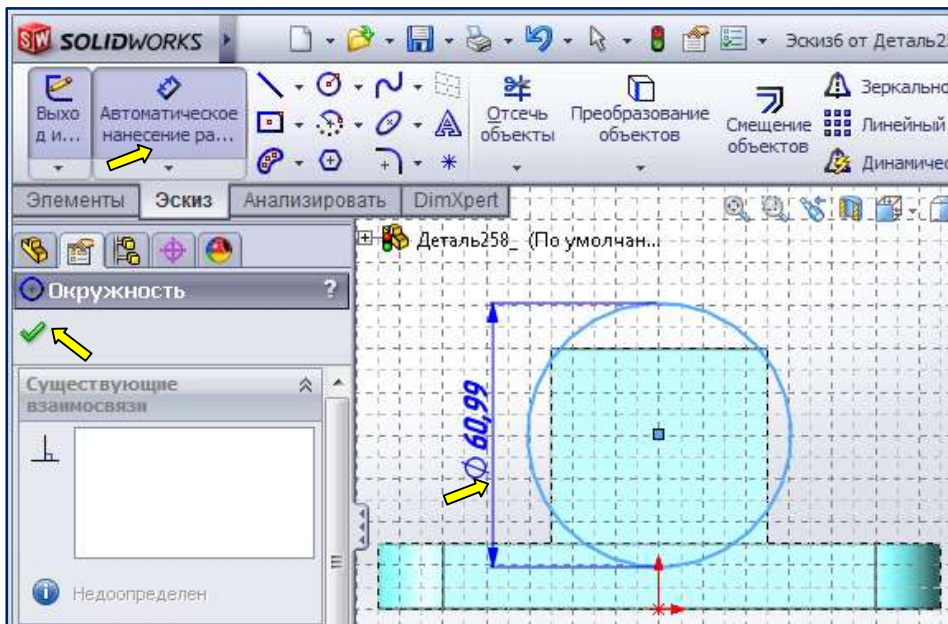 SOLIDWORKS
Эскиз6 от Деталь2
Выхо
д и...
Автоматическое
нанесение ра...
Отсечь
объекты
Преобразование
объектов
Смещение
объектов
Зеркально
Линейный
Динамичес
Элементы Эскиз Анализировать DimXpert
Деталь258_ (По умолчан...
Окружность ?
Существующие
взаимосвязи
Недоопределен
∅ 60,99